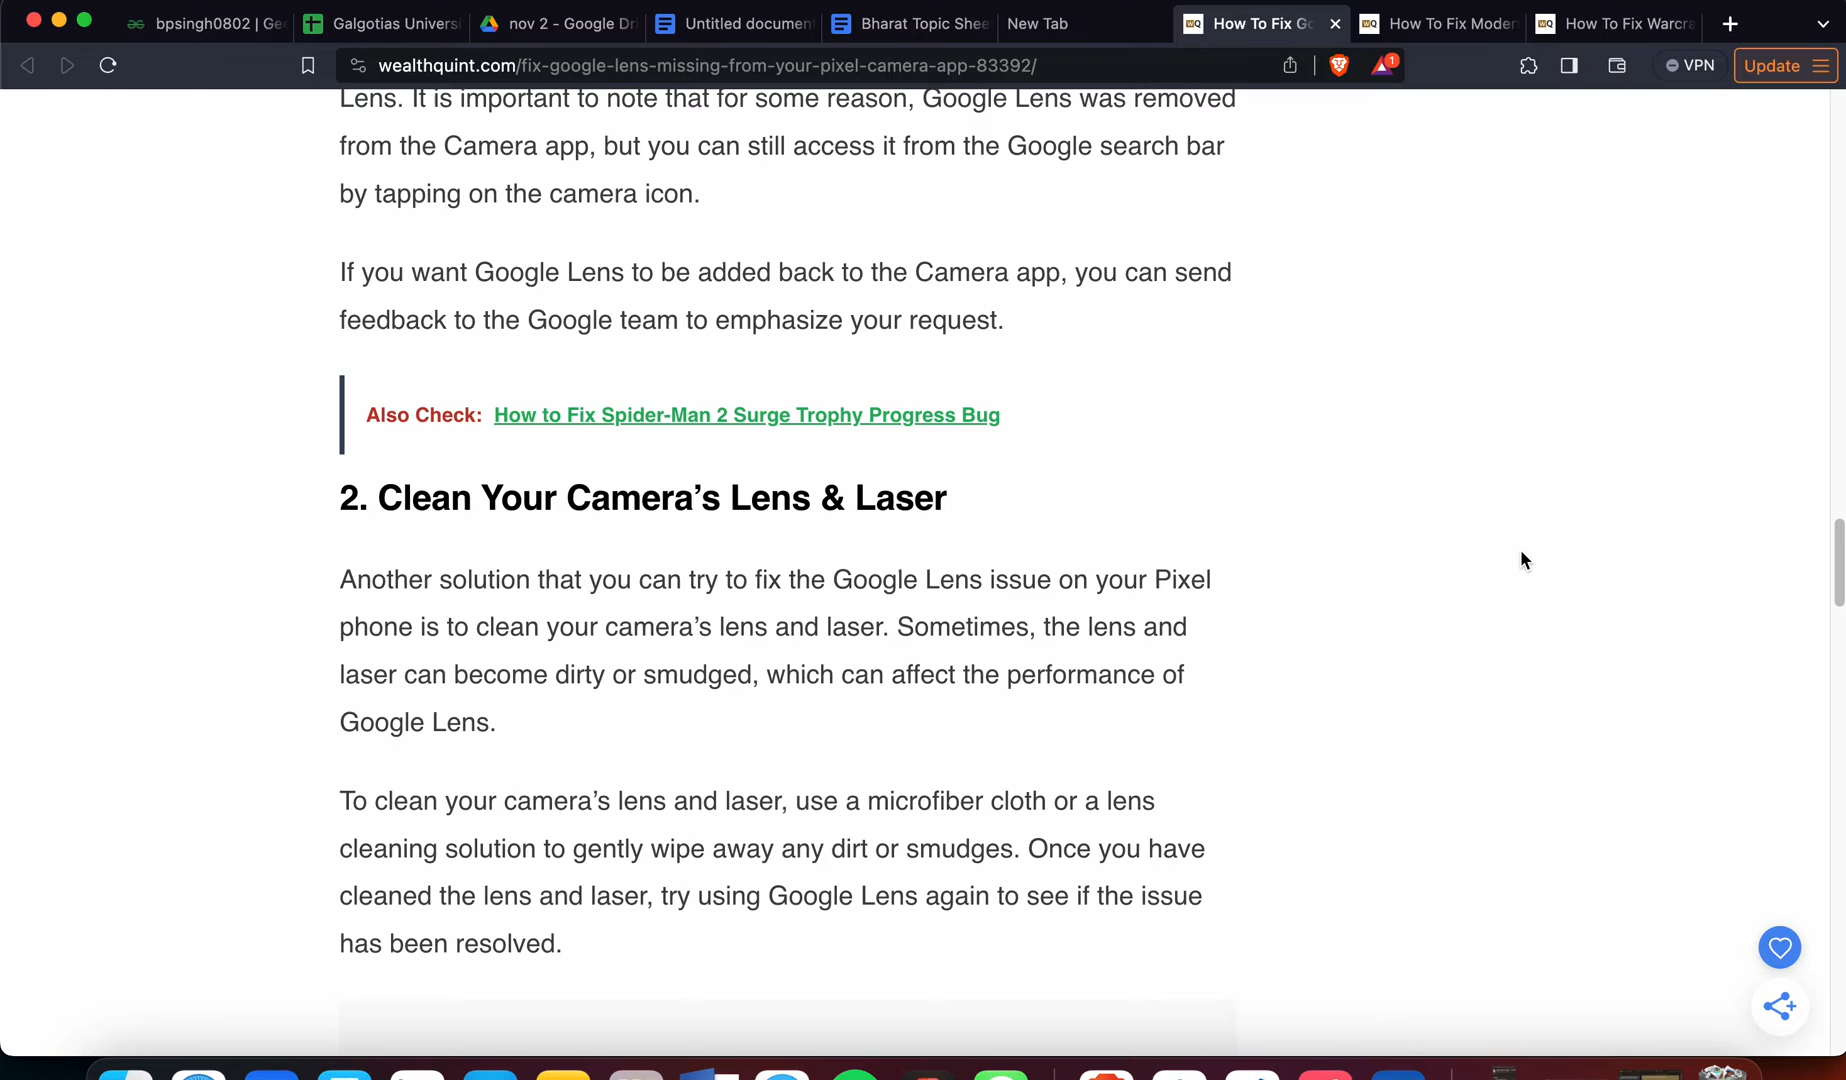 bpsingh0802 | Gee
Galgotias Universi
nov 2 - Google Dri
Untitled documen
Bharat Topic Shee
New Tab
How To Fix Go
How To Fix Modern
How To Fix Warcra
wealthquint.com/fix-google-lens-missing-from-your-pixel-camera-app-83392/
1
VPN
Update
Lens. It is important to note that for some reason, Google Lens was removed
from the Camera app, but you can still access it from the Google search bar
by tapping on the camera icon.
If you want Google Lens to be added back to the Camera app, you can send
feedback to the Google team to emphasize your request.
Also Check: How to Fix Spider-Man 2 Surge Trophy Progress Bug
2. Clean Your Camera’s Lens & Laser
Another solution that you can try to fix the Google Lens issue on your Pixel
phone is to clean your camera’s lens and laser. Sometimes, the lens and
laser can become dirty or smudged, which can affect the performance of
Google Lens.
To clean your camera’s lens and laser, use a microfiber cloth or a lens
cleaning solution to gently wipe away any dirt or smudges. Once you have
cleaned the lens and laser, try using Google Lens again to see if the issue
has been resolved.